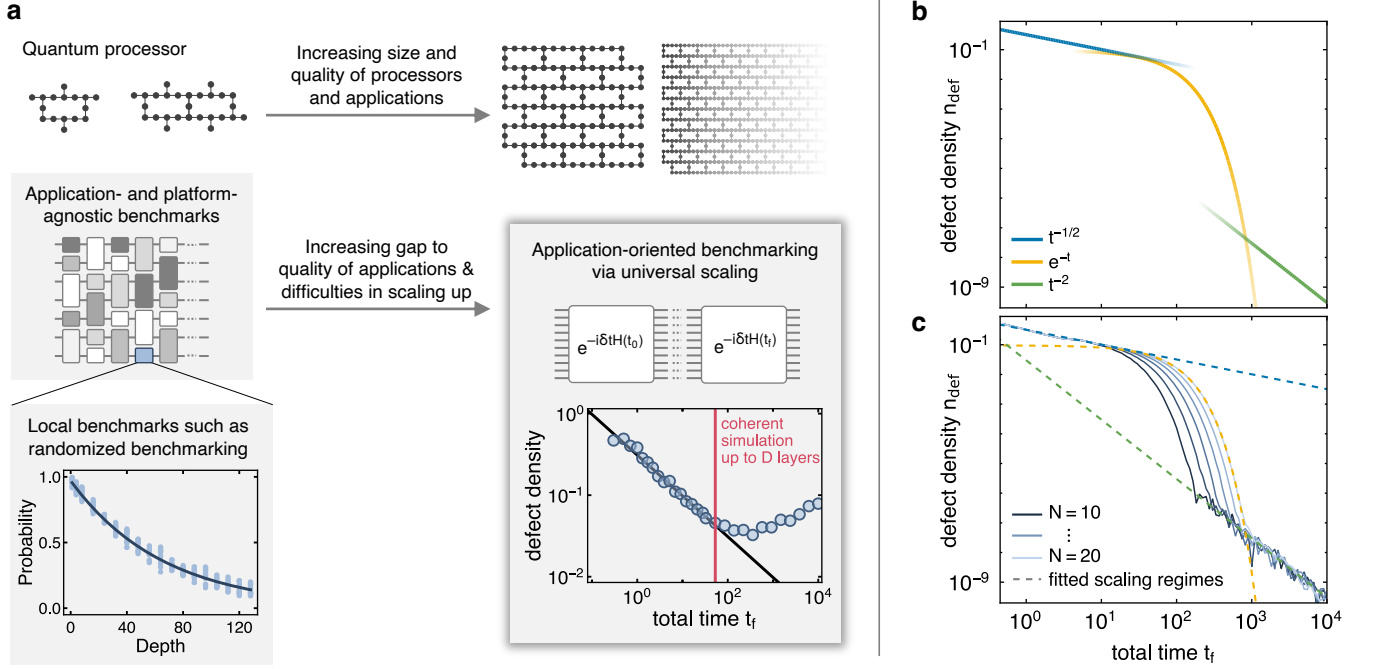 a
Quantum processor
Increasing size and
quality of processors
and applications
Application- and platform-
agnostic benchmarks
Increasing gap to
quality of applications &
difficulties in scaling up
Local benchmarks such as
randomized benchmarking
Probability
1.0
0.5
0.0
0
40
80
120
Depth
Application-oriented benchmarking
via universal scaling
e^{-iδtH(t_0)}
e^{-iδtH(t_f)}
defect density
10^0
10^{-1}
10^{-2}
coherent
simulation
up to D layers
10^0
10^2
10^4
total time t_f
b
defect density n_def
10^{-1}
10^{-9}
t^{-1/2}
e^{-t}
t^{-2}
c
defect density n_def
10^{-1}
10^{-9}
N = 10
⋮
N = 20
fitted scaling regimes
10^0
10^1
10^2
10^3
10^4
total time t_f